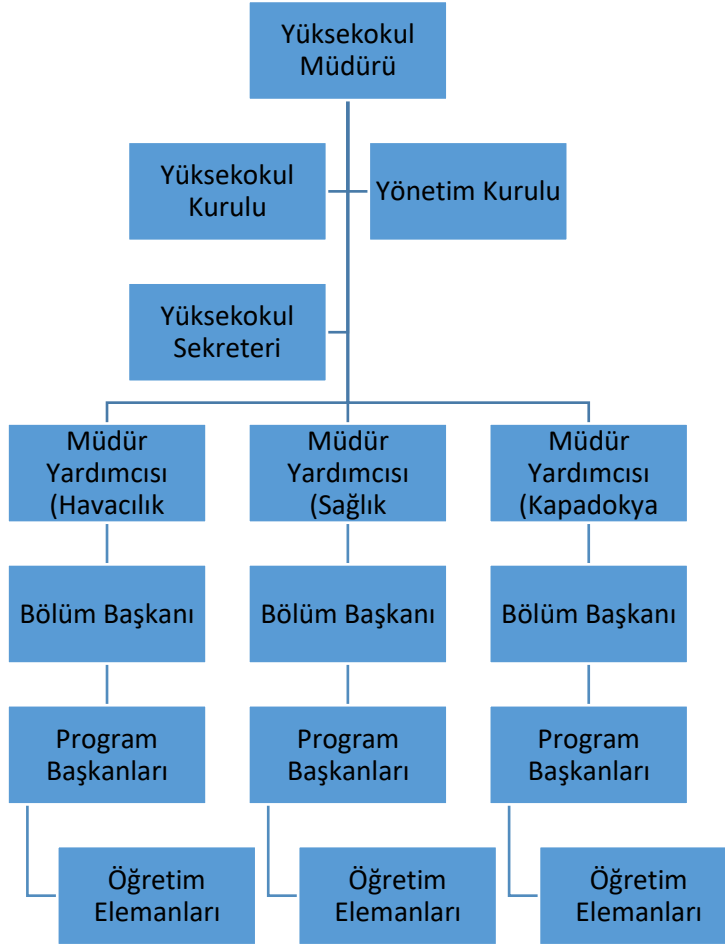 Yüksekokul
Müdürü
Yüksekokul
Kurulu
Yönetim Kurulu
Yüksekokul
Sekreteri
Müdür
Yardımcısı
(Havacılık
Müdür
Yardımcısı
(Sağlık
Müdür
Yardımcısı
(Kapadokya
Bölüm Başkanı
Bölüm Başkanı
Bölüm Başkanı
Program
Başkanları
Program
Başkanları
Program
Başkanları
Öğretim
Elemanları
Öğretim
Elemanları
Öğretim
Elemanları